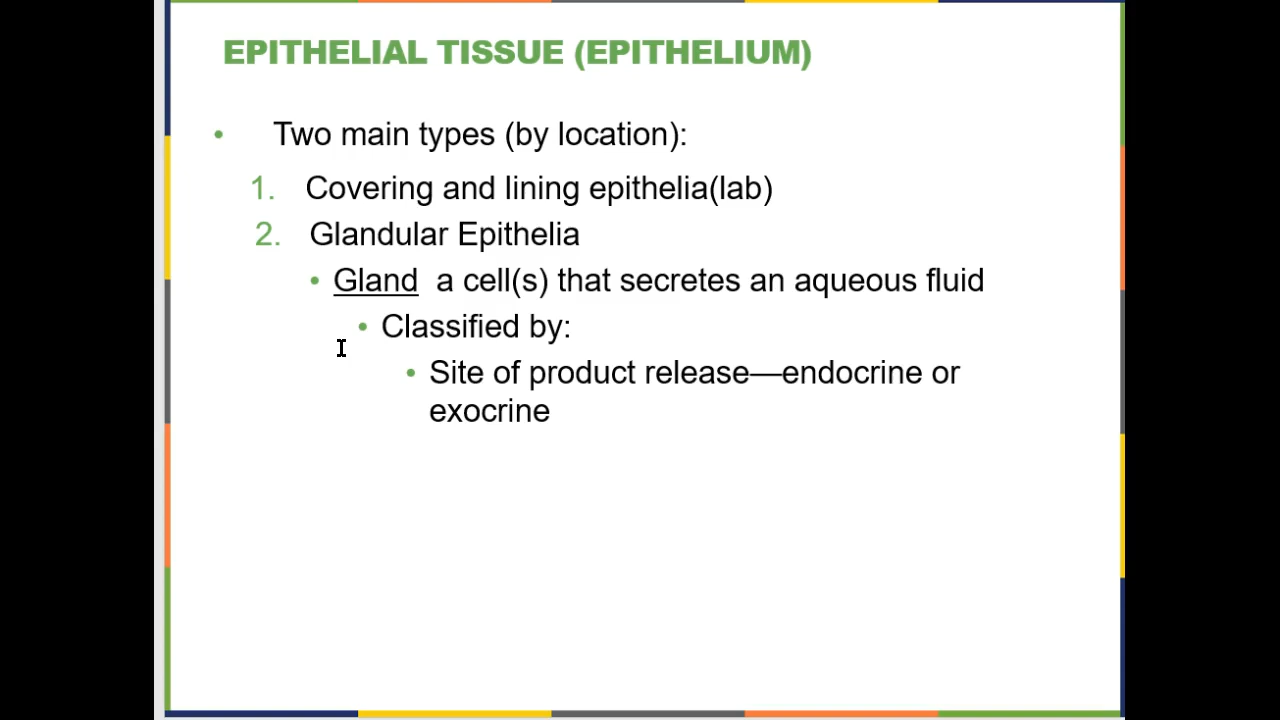 EPITHELIAL TISSUE (EPITHELIUM)
• Two main types (by location):
1. Covering and lining epithelia(lab)
2. Glandular Epithelia
• Gland a cell(s) that secretes an aqueous fluid
• Classified by:
• Site of product release—endocrine or
exocrine